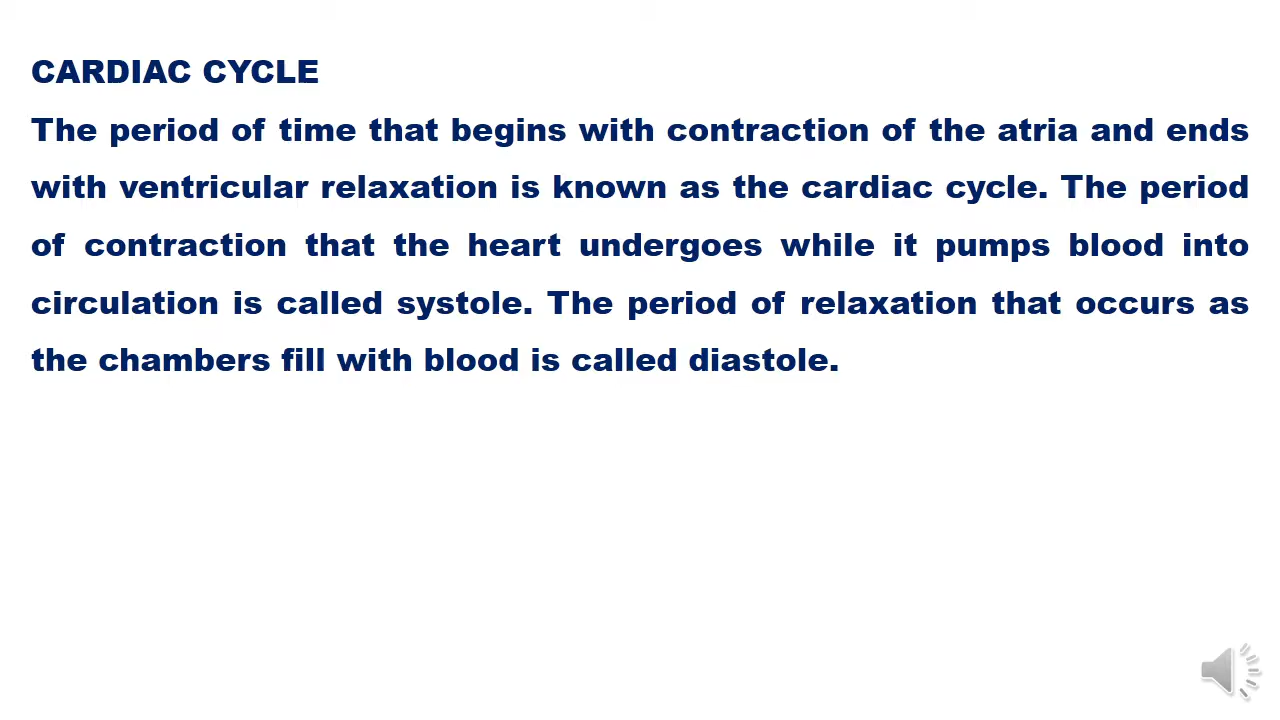 CARDIAC CYCLE
The period of time that begins with contraction of the atria and ends
with ventricular relaxation is known as the cardiac cycle. The period
of contraction that the heart undergoes while it pumps blood into
circulation is called systole. The period of relaxation that occurs as
the chambers fill with blood is called diastole.